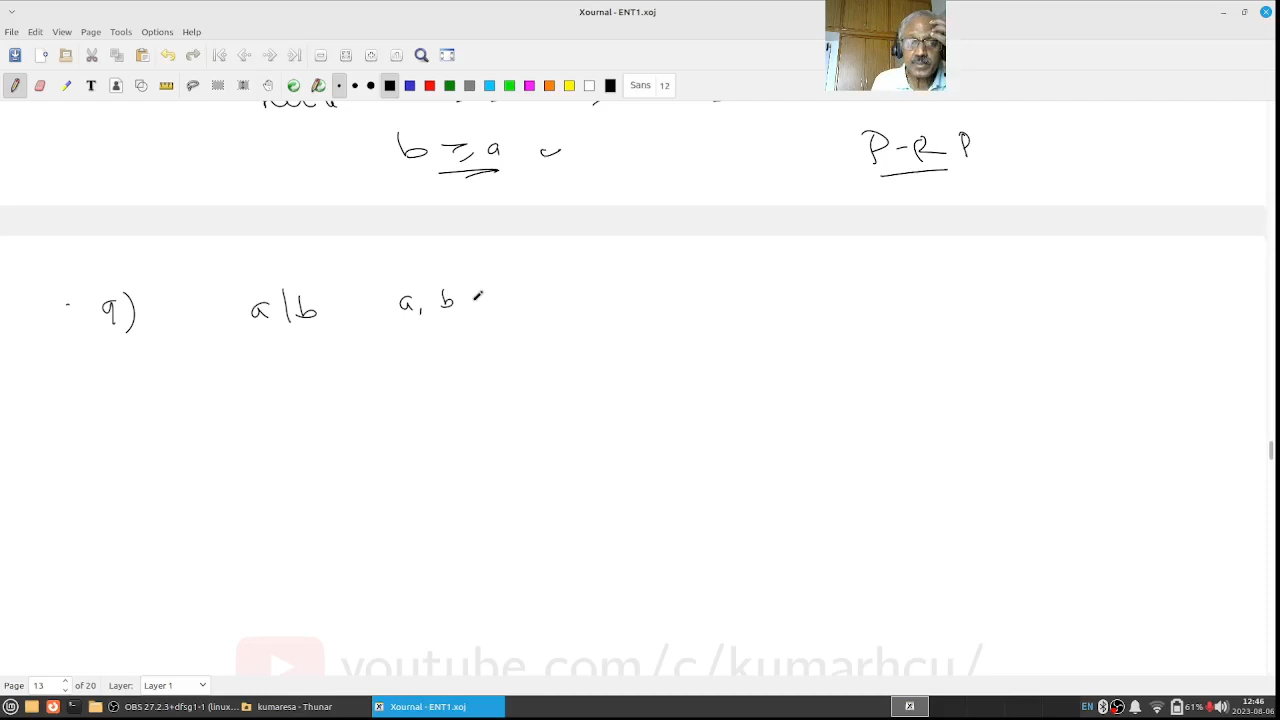 Xournal - ENT1.xoj
File Edit View Page Tools Options Help
Sans 12
b ≥ a
P-RP
9) a|b a, b
youtube.com/c/kumarhcu/
Page 13 of 20 Layer: Layer 1
OBS 27.2.3+dfsg1-1 (linux... kumaresa - Thunar Xournal - ENT1.xoj EN 61% 12:46
2023-08-06